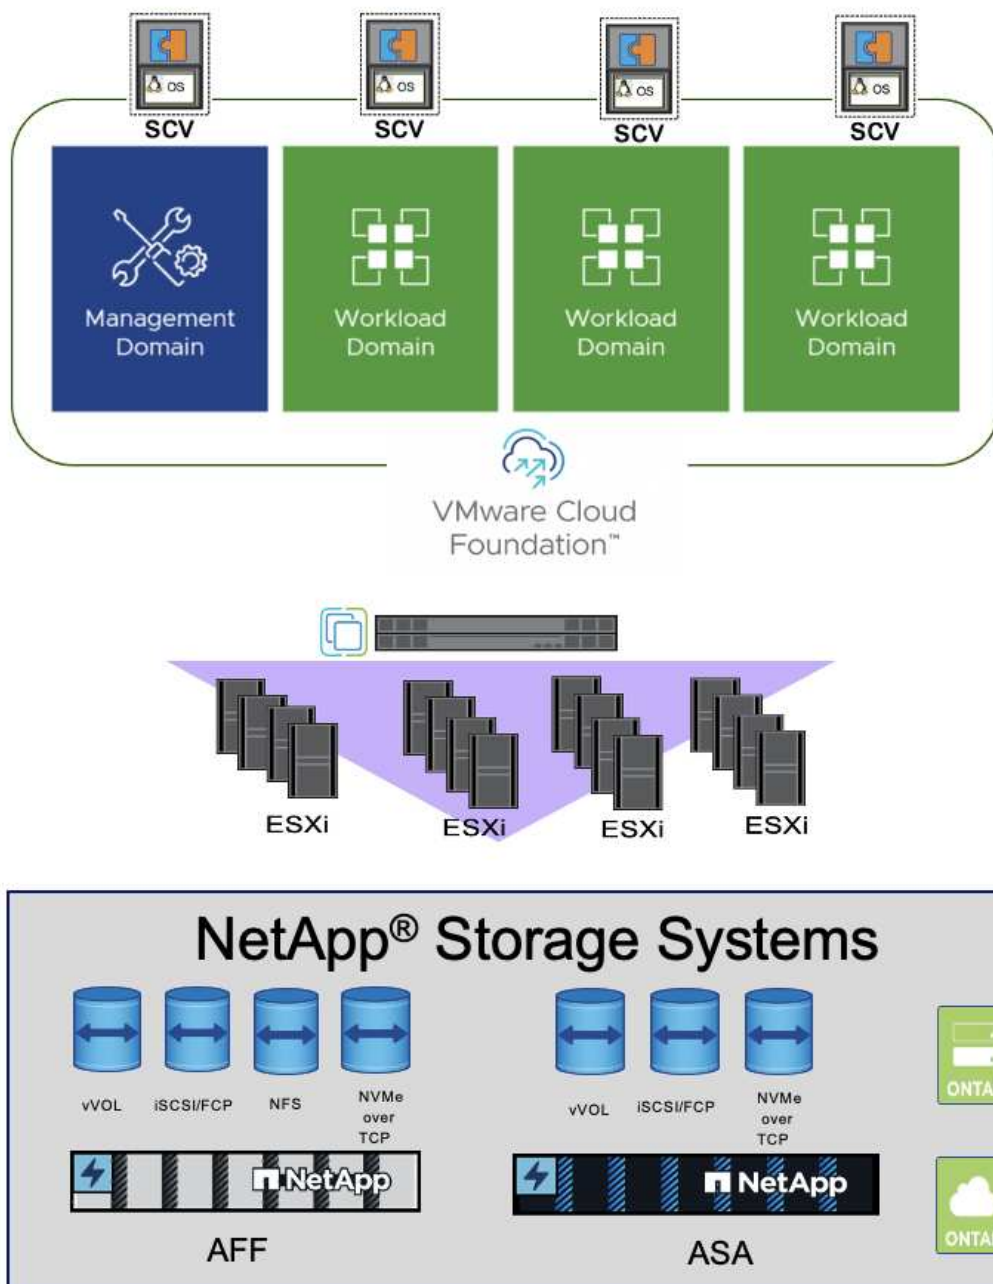 OS
OS
OS
OS
SCV
SCV
SCV
SCV
Management
Domain
Workload
Domain
Workload
Domain
Workload
Domain
VMware Cloud
Foundation™
ESXi
ESXi
ESXi
ESXi
NetApp® Storage Systems
vVOL
iSCSI/FCP
NFS
NVMe
over
TCP
vVOL
iSCSI/FCP
NVMe
over
TCP
NetApp
NetApp
AFF
ASA